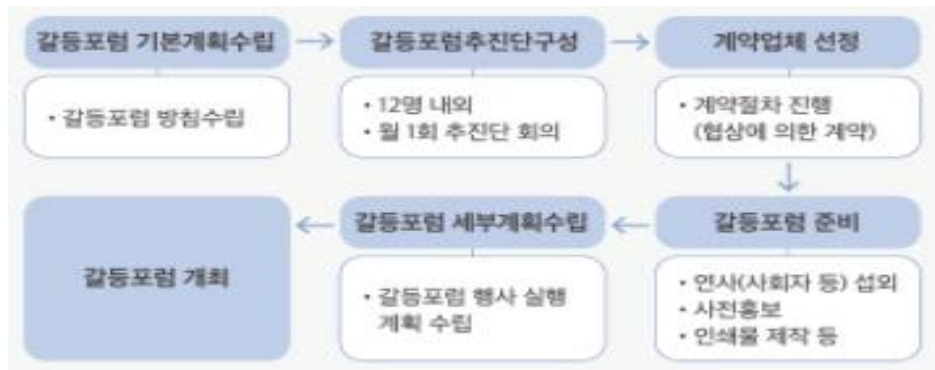 갈등포럼 기본계획수립
• 갈등포럼 방침수립
갈등포럼추진단구성
• 12명 내외
• 월 1회 추진단 회의
계약업체 선정
• 계약절차 진행
(협상에 의한 계약)
갈등포럼 준비
• 연사(사회자 등) 섭외
• 사전홍보
• 인쇄물 제작 등
갈등포럼 세부계획수립
• 갈등포럼 행사 실행
계획 수립
갈등포럼 개최